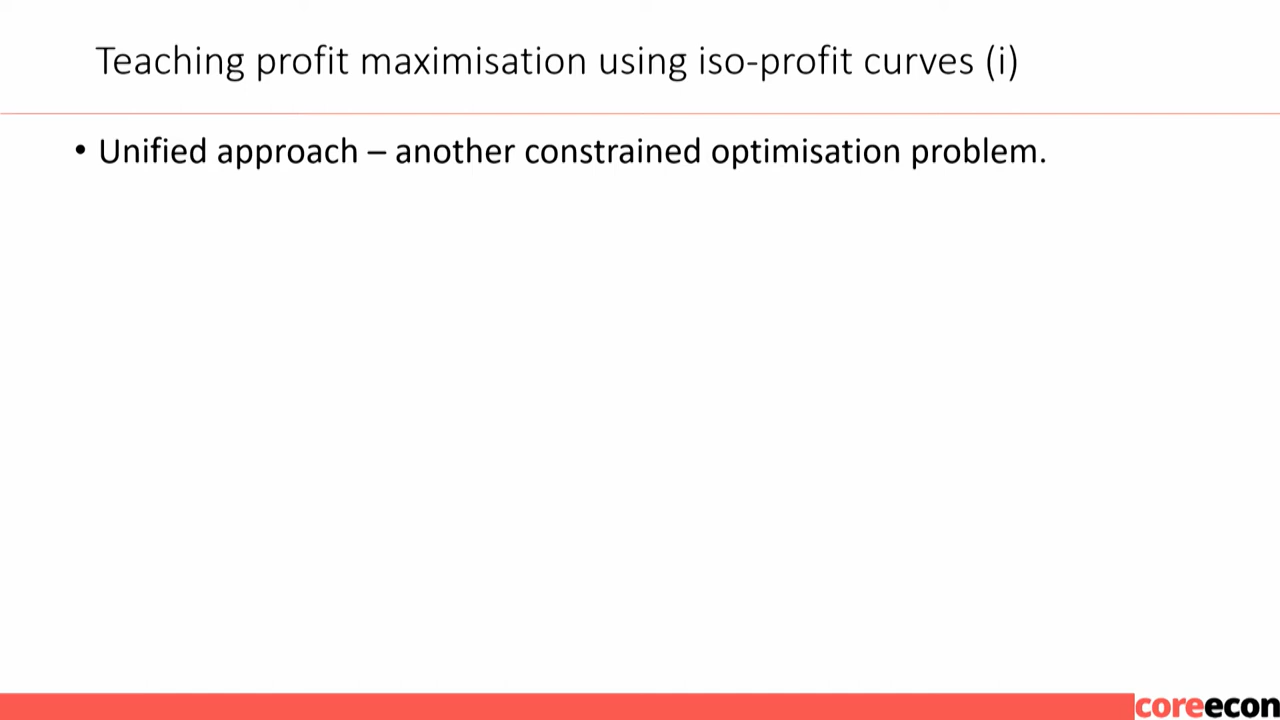 Teaching profit maximisation using iso-profit curves (i)
• Unified approach – another constrained optimisation problem.
coreecon